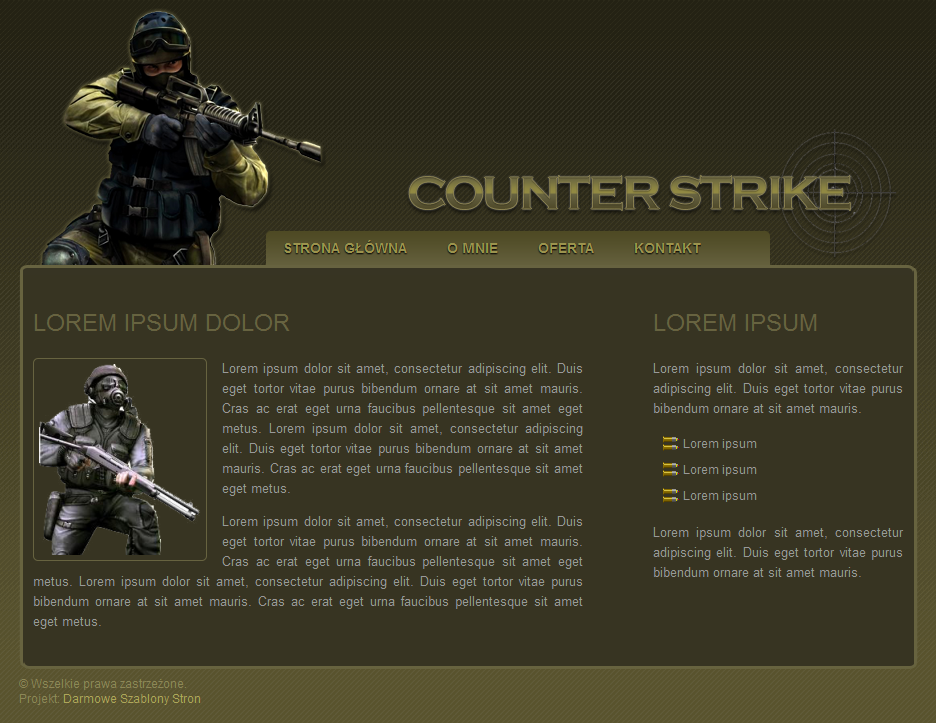 COUNTER STRIKE
STRONA GŁÓWNA O MNIE OFERTA KONTAKT
LOREM IPSUM DOLOR
Lorem ipsum dolor sit amet, consectetur adipiscing elit. Duis
eget tortor vitae purus bibendum ornare at sit amet mauris.
Cras ac erat eget urna faucibus pellentesque sit amet eget
metus. Lorem ipsum dolor sit amet, consectetur adipiscing
elit. Duis eget tortor vitae purus bibendum ornare at sit amet
mauris. Cras ac erat eget urna faucibus pellentesque sit amet
eget metus.
Lorem ipsum dolor sit amet, consectetur adipiscing elit. Duis
eget tortor vitae purus bibendum ornare at sit amet mauris.
Cras ac erat eget urna faucibus pellentesque sit amet eget
metus. Lorem ipsum dolor sit amet, consectetur adipiscing elit. Duis eget tortor vitae purus
bibendum ornare at sit amet mauris. Cras ac erat eget urna faucibus pellentesque sit amet
eget metus.
LOREM IPSUM
Lorem ipsum dolor sit amet, consectetur
adipiscing elit. Duis eget tortor vitae purus
bibendum ornare at sit amet mauris.
Lorem ipsum
Lorem ipsum
Lorem ipsum
Lorem ipsum dolor sit amet, consectetur
adipiscing elit. Duis eget tortor vitae purus
bibendum ornare at sit amet mauris.
© Wszelkie prawa zastrzeżone.
Projekt: Darmowe Szablony Stron